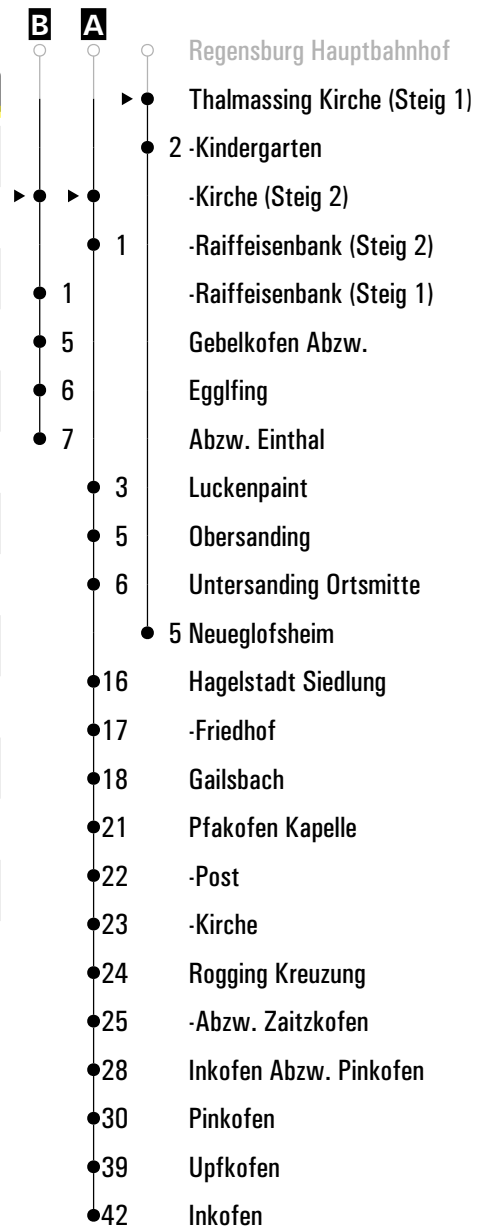 B A
Regensburg Hauptbahnhof
Thalmassing Kirche (Steig 1)
2 -Kindergarten
-Kirche (Steig 2)
1 -Raiffeisenbank (Steig 2)
1 -Raiffeisenbank (Steig 1)
5 Gebelkofen Abzw.
6 Egglfing
7 Abzw. Einthal
3 Luckenpaint
5 Obersanding
6 Untersanding Ortsmitte
5 Neueglofsheim
16 Hagelstadt Siedlung
17 -Friedhof
18 Gailsbach
21 Pfakofen Kapelle
22 -Post
23 -Kirche
24 Rogging Kreuzung
25 -Abzw. Zaitzkofen
28 Inkofen Abzw. Pinkofen
30 Pinkofen
39 Upfkofen
42 Inkofen